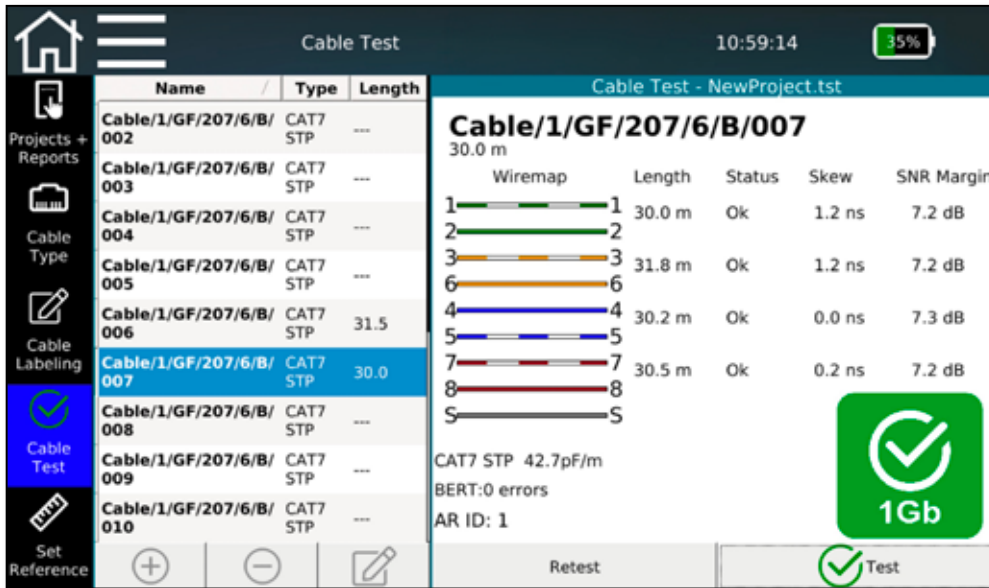 Cable Test 10:59:14 35%
Projects +
Reports
Cable
Type
Cable
Labeling
Cable
Test
Set
Reference
Name / Type Length
Cable/1/GF/207/6/B/ CAT7 ---
002 STP
Cable/1/GF/207/6/B/ CAT7 ---
003 STP
Cable/1/GF/207/6/B/ CAT7 ---
004 STP
Cable/1/GF/207/6/B/ CAT7 ---
005 STP
Cable/1/GF/207/6/B/ CAT7 31.5
006 STP
Cable/1/GF/207/6/B/ CAT7 30.0
007 STP
Cable/1/GF/207/6/B/ CAT7 ---
008 STP
Cable/1/GF/207/6/B/ CAT7 ---
009 STP
Cable/1/GF/207/6/B/ CAT7 ---
010 STP
Cable Test - NewProject.tst
Cable/1/GF/207/6/B/007
30.0 m
Wiremap Length Status Skew SNR Margin
1 1 30.0 m Ok 1.2 ns 7.2 dB
2 2
3 3 31.8 m Ok 1.2 ns 7.2 dB
6 6
4 4 30.2 m Ok 0.0 ns 7.3 dB
5 5
7 7 30.5 m Ok 0.2 ns 7.2 dB
8 8
S S
CAT7 STP 42.7pF/m
BERT:0 errors
AR ID: 1
1Gb
Retest Test